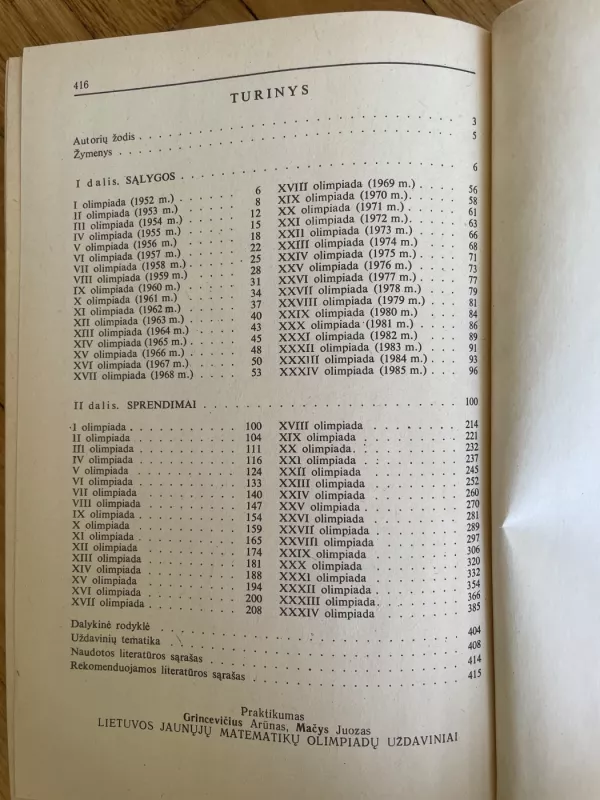 416
TURINYS
Autorių žodis 3
Žymenys 5
I dalis. SĄLYGOS 6
I olimpiada (1952 m.) 6
II olimpiada (1953 m.) 8
III olimpiada (1954 m.) 12
IV olimpiada (1955 m.) 15
V olimpiada (1956 m.) 18
VI olimpiada (1957 m.) 22
VII olimpiada (1958 m.) 25
VIII olimpiada (1959 m.) 28
IX olimpiada (1960 m.) 31
X olimpiada (1961 m.) 34
XI olimpiada (1962 m.) 37
XII olimpiada (1963 m.) 40
XIII olimpiada (1964 m.) 43
XIV olimpiada (1965 m.) 45
XV olimpiada (1966 m.) 48
XVI olimpiada (1967 m.) 50
XVII olimpiada (1968 m.) 53
XVIII olimpiada (1969 m.) 56
XIX olimpiada (1970 m.) 58
XX olimpiada (1971 m.) 61
XXI olimpiada (1972 m.) 63
XXII olimpiada (1973 m.) 66
XXIII olimpiada (1974 m.) 68
XXIV olimpiada (1975 m.) 71
XXV olimpiada (1976 m.) 73
XXVI olimpiada (1977 m.) 77
XXVII olimpiada (1978 m.) 79
XXVIII olimpiada (1979 m.) 81
XXIX olimpiada (1980 m.) 84
XXX olimpiada (1981 m.) 86
XXXI olimpiada (1982 m.) 89
XXXII olimpiada (1983 m.) 91
XXXIII olimpiada (1984 m.) 93
XXXIV olimpiada (1985 m.) 96
II dalis. SPRENDIMAI 100
I olimpiada 100
II olimpiada 104
III olimpiada 111
IV olimpiada 116
V olimpiada 124
VI olimpiada 133
VII olimpiada 140
VIII olimpiada 147
IX olimpiada 154
X olimpiada 159
XI olimpiada 165
XII olimpiada 174
XIII olimpiada 181
XIV olimpiada 188
XV olimpiada 194
XVI olimpiada 200
XVII olimpiada 208
XVIII olimpiada 214
XIX olimpiada 221
XX olimpiada 232
XXI olimpiada 237
XXII olimpiada 245
XXIII olimpiada 252
XXIV olimpiada 260
XXV olimpiada 270
XXVI olimpiada 281
XXVII olimpiada 289
XXVIII olimpiada 297
XXIX olimpiada 306
XXX olimpiada 320
XXXI olimpiada 332
XXXII olimpiada 354
XXXIII olimpiada 366
XXXIV olimpiada 385
Dalykinė rodyklė 404
Uždavinių tematika 408
Naudotos literatūros sąrašas 414
Rekomenduojamos literatūros sąrašas 415
Praktikumas
Grincevičius Arūnas, Mačys Juozas
LIETUVOS JAUNŲJŲ MATEMATIKŲ OLIMPIADŲ UŽDAVINIAI